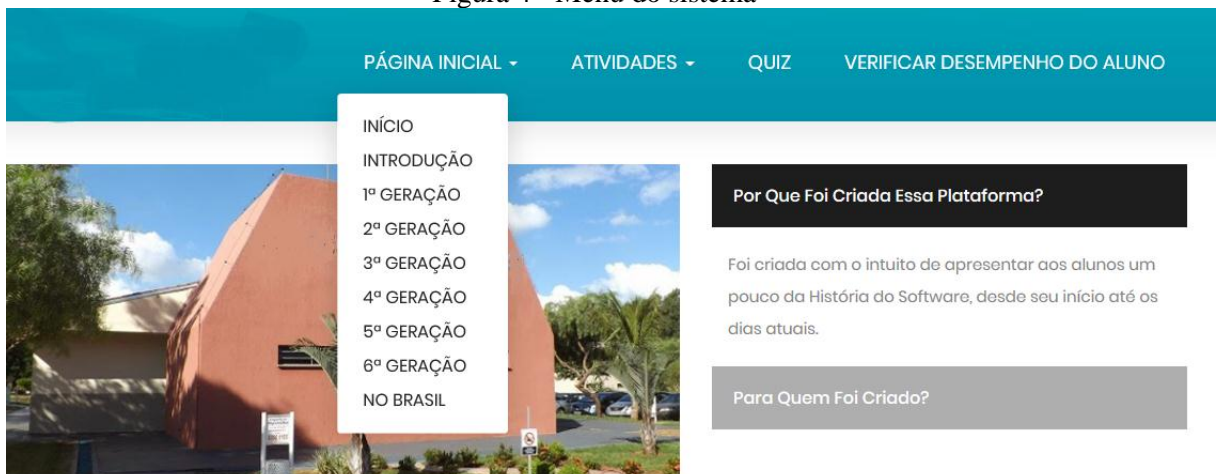 PÁGINA INICIAL ATIVIDADES QUIZ VERIFICAR DESEMPENHO DO ALUNO
INÍCIO
INTRODUÇÃO
1ª GERAÇÃO
2ª GERAÇÃO
3ª GERAÇÃO
4ª GERAÇÃO
5ª GERAÇÃO
6ª GERAÇÃO
NO BRASIL
Por Que Foi Criada Essa Plataforma?
Foi criada com o intuito de apresentar aos alunos um
pouco da História do Software, desde seu início até os
dias atuais.
Para Quem Foi Criado?